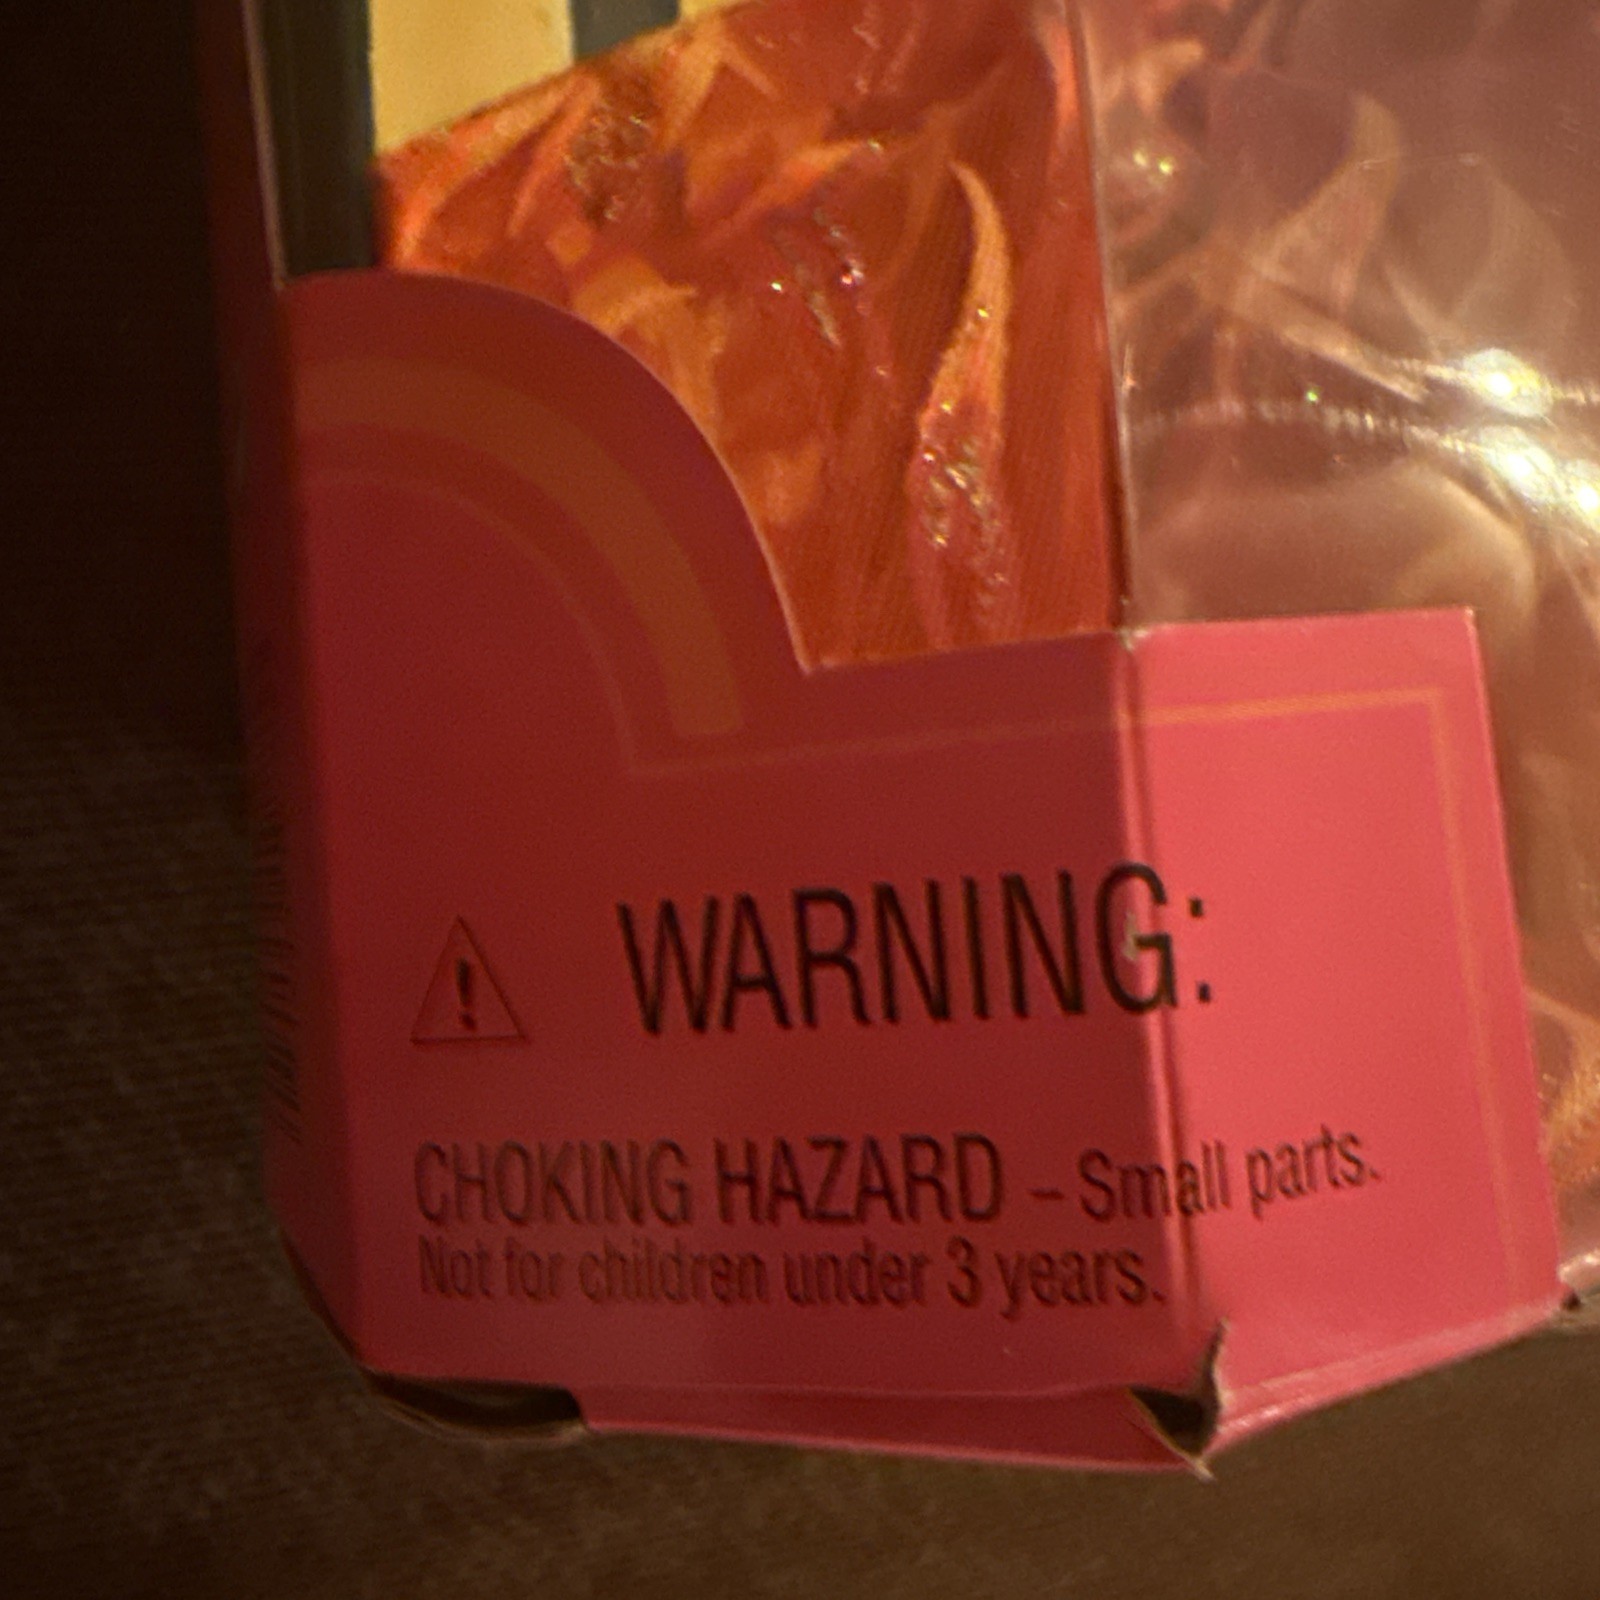 WARNING:
CHOKING HAZARD – Small parts.
Not for children under 3 years.